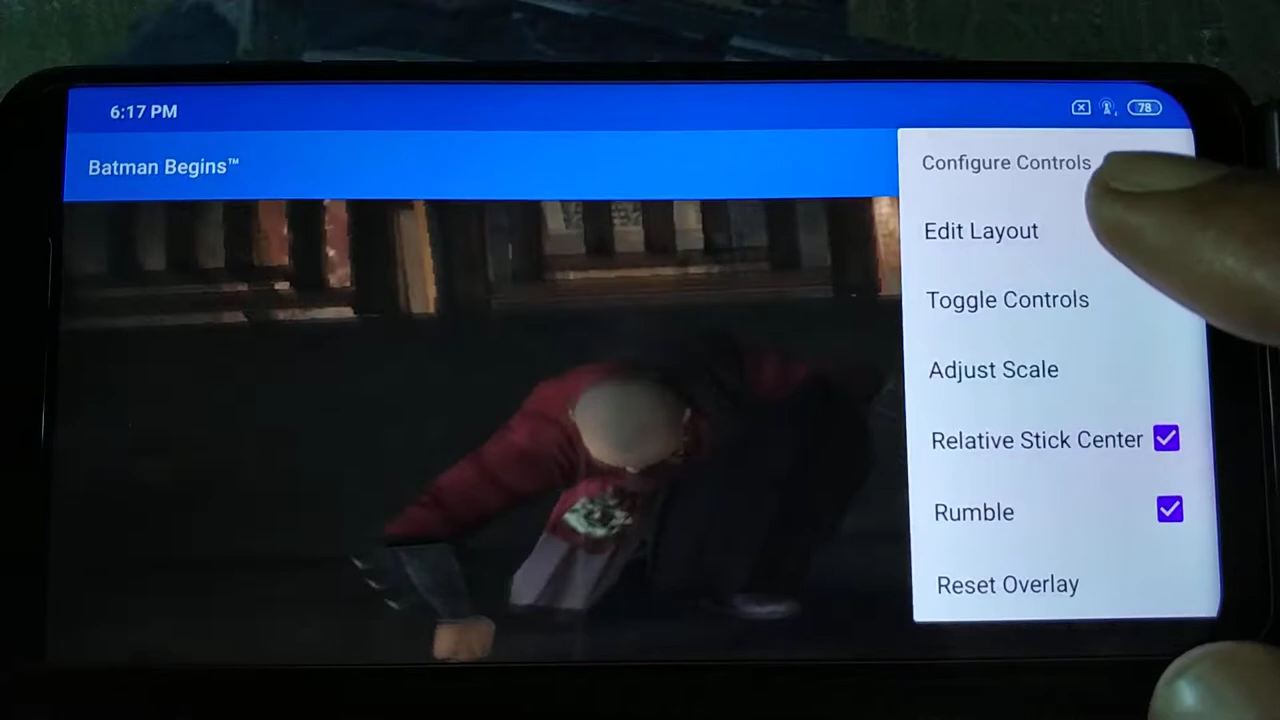 6:17 PM
78
Batman Begins™
Configure Controls
Edit Layout
Toggle Controls
Adjust Scale
Relative Stick Center
Rumble
Reset Overlay